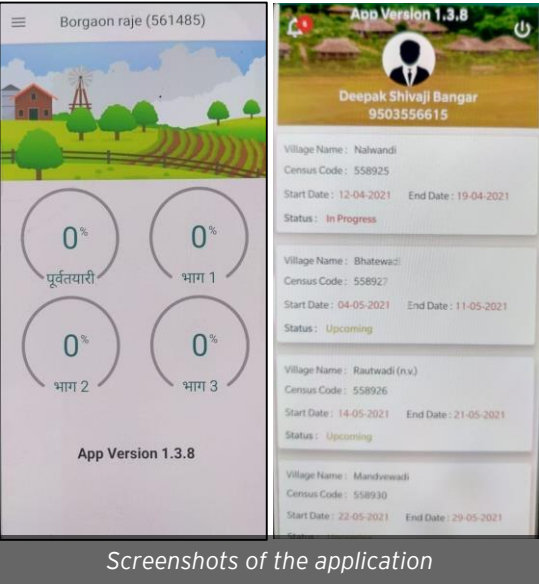 Borgaon raje (561485)
0%
पूर्वतयारी
0%
भाग 1
0%
भाग 2
0%
भाग 3
App Version 1.3.8
App Version 1.3.8
Deepak Shivaji Bangar
9503556615
Village Name : Nalwandi
Census Code : 558925
Start Date : 12-04-2021 End Date : 19-04-2021
Status : In Progress
Village Name : Bhatewadi
Census Code : 558927
Start Date : 04-05-2021 End Date : 11-05-2021
Status : Upcoming
Village Name : Rautwadi (n.v.)
Census Code : 558926
Start Date : 14-05-2021 End Date : 21-05-2021
Status : Upcoming
Village Name : Mandvewadi
Census Code : 558930
Start Date : 22-05-2021 End Date : 29-05-2021
Screenshots of the application